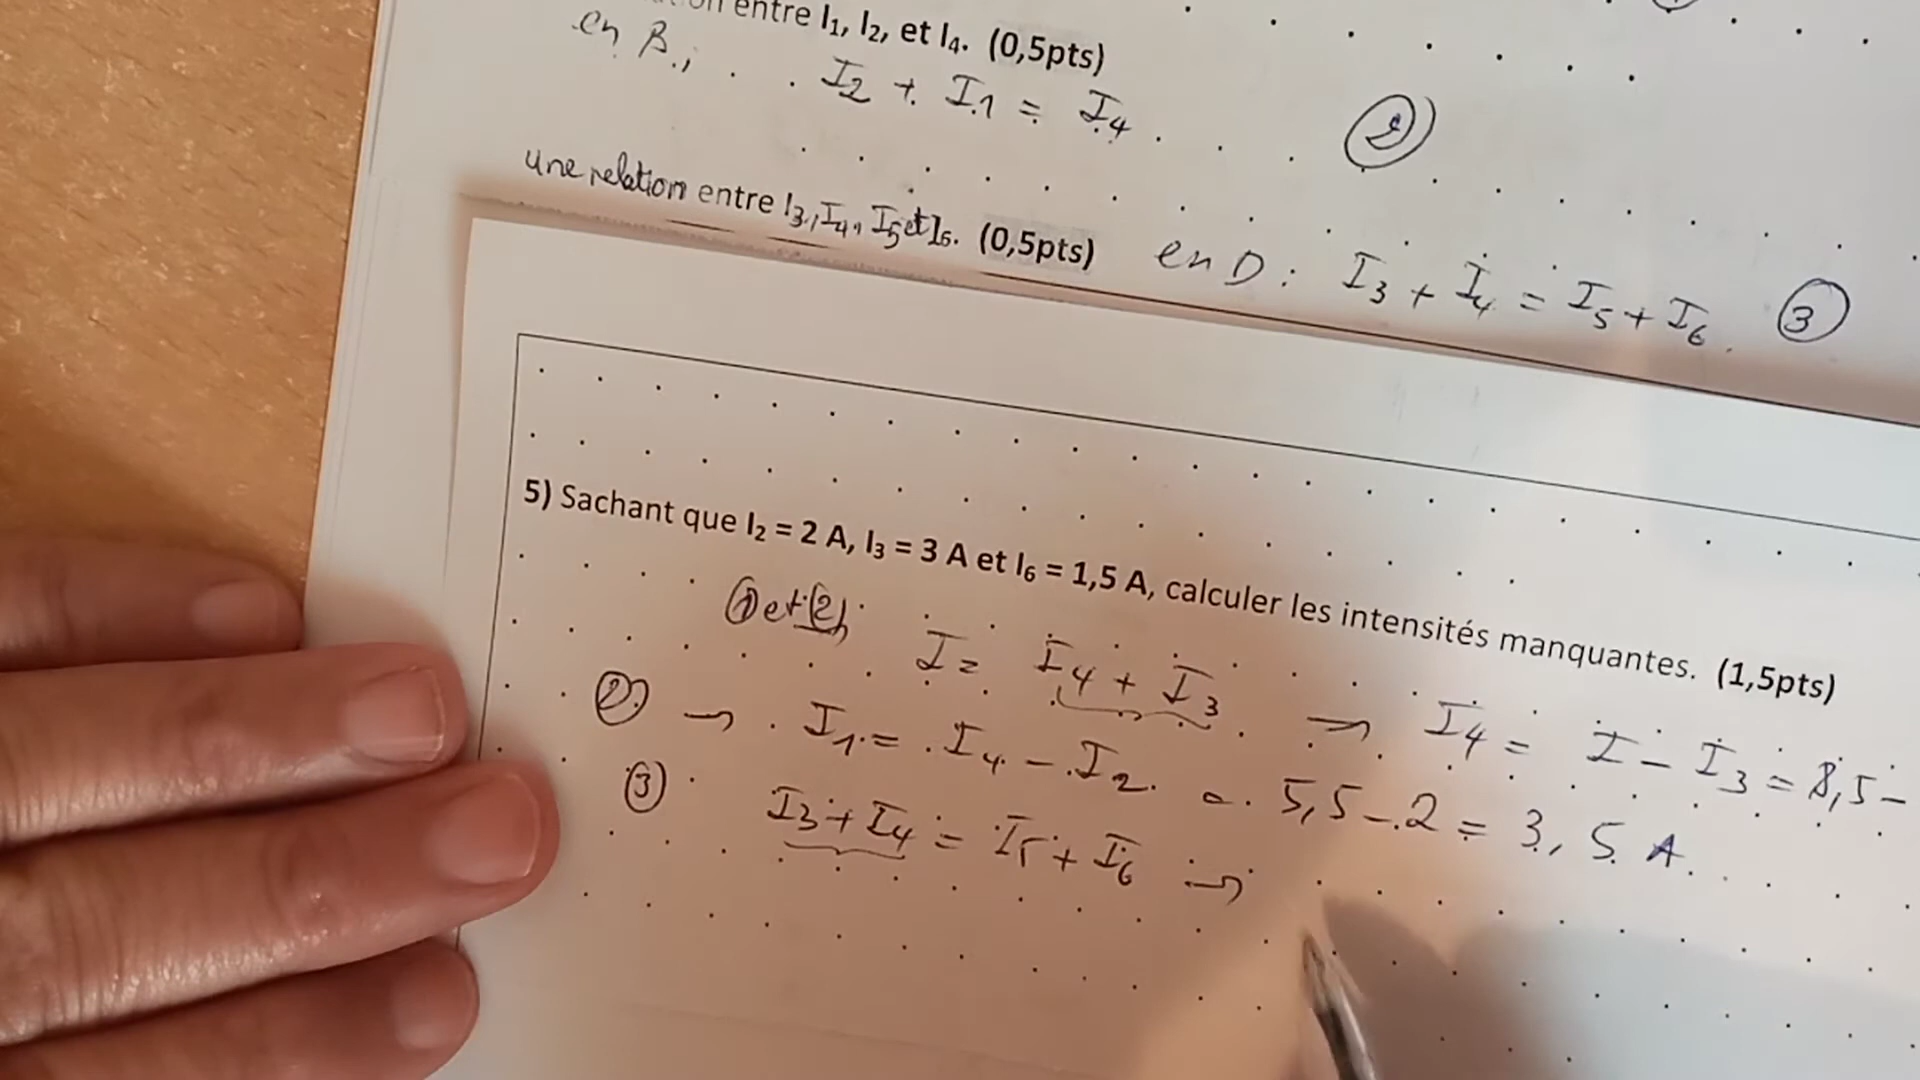 entre I₁, I₂, et I₄. (0,5pts)
en B; I2 + I1 = I4. (2)
une relation entre I3, I4, I5 et I6. (0,5pts) en D: I3 + I4 = I5 + I6. (3)
5) Sachant que I₂ = 2 A, I₃ = 3 A et I₆ = 1,5 A, calculer les intensités manquantes. (1,5pts)
(1) et (2); I = I4 + I3 → I4 = I - I3 = 8,5 -
(2) → I1 = I4 - I2 = 5,5 - 2 = 3,5 A.
(3) I3 + I4 = I5 + I6 →